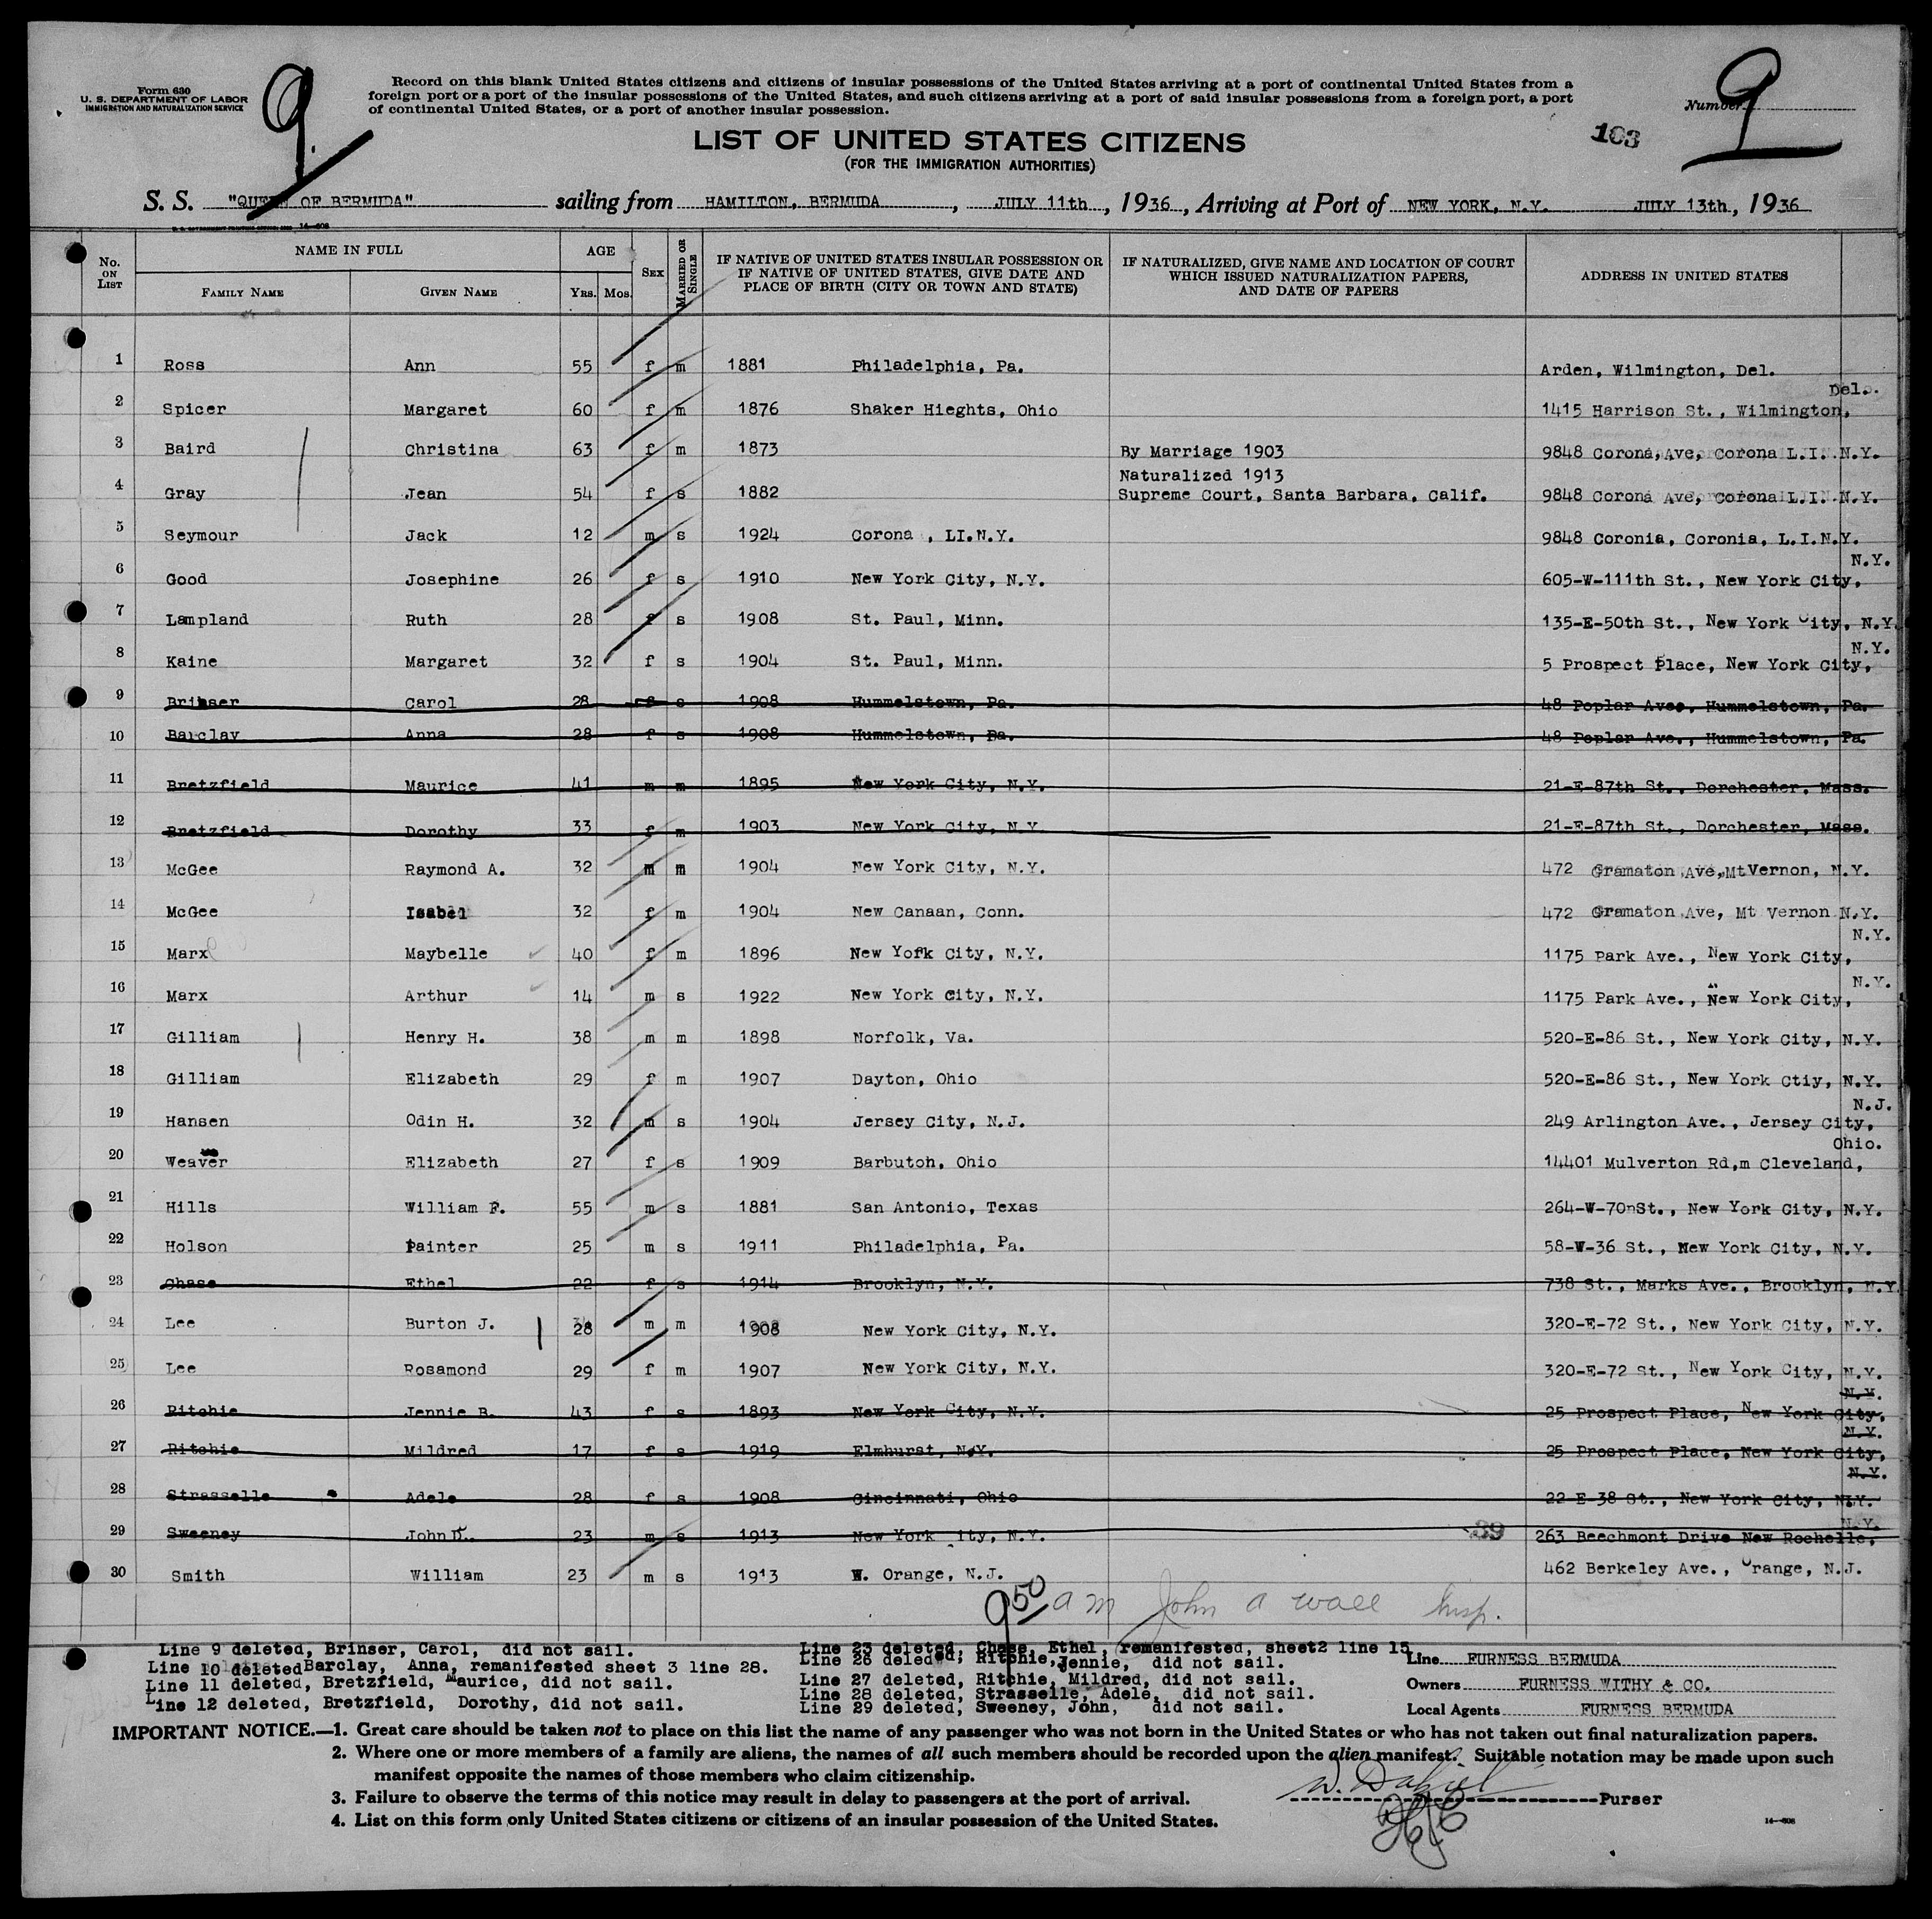 Form 630
U. S. DEPARTMENT OF LABOR
IMMIGRATION AND NATURALIZATION SERVICE
9.
Record on this blank United States citizens and citizens of insular possessions of the United States arriving at a port of continental United States from a
foreign port or a port of the insular possessions of the United States, and such citizens arriving at a port of said insular possessions from a foreign port, a port
of continental United States, or a port of another insular possession.
Number 9
103
LIST OF UNITED STATES CITIZENS
(FOR THE IMMIGRATION AUTHORITIES)
S. S. "QUEEN OF BERMUDA" sailing from HAMILTON, BERMUDA, JULY 11th, 1936, Arriving at Port of NEW YORK, N.Y. JULY 13th, 1936
No. ON LIST NAME IN FULL FAMILY NAME GIVEN NAME AGE YRS. MOS. SEX MARRIED OR SINGLE IF NATIVE OF UNITED STATES INSULAR POSSESSION OR IF NATIVE OF UNITED STATES, GIVE DATE AND PLACE OF BIRTH (CITY OR TOWN AND STATE) IF NATURALIZED, GIVE NAME AND LOCATION OF COURT WHICH ISSUED NATURALIZATION PAPERS, AND DATE OF PAPERS ADDRESS IN UNITED STATES
1 Ross Ann 55 f m 1881 Philadelphia, Pa. Arden, Wilmington, Del.
2 Spicer Margaret 60 f m 1876 Shaker Hieghts, Ohio 1415 Harrison St., Wilmington, Del.
3 Baird Christina 63 f m 1873 By Marriage 1903 9848 Corona, Ave, Corona L.I. N.Y.
Naturalized 1913
4 Gray Jean 54 f s 1882 Supreme Court, Santa Barbara, Calif. 9848 Corona Ave, Corona L.I. N.Y.
5 Seymour Jack 12 m s 1924 Corona , LI.N.Y. 9848 Coronia, Coronia, L.I.N.Y.
6 Good Josephine 26 f s 1910 New York City, N.Y. 605-W-111th St., New York City, N.Y.
7 Lampland Ruth 28 f s 1908 St. Paul, Minn. 135-E-50th St., New York City, N.Y.
8 Kaine Margaret 32 f s 1904 St. Paul, Minn. 5 Prospect Place, New York City, N.Y.
9 Brinser Carol 28 f s 1908 Hummelstown, Pa. 48 Poplar Ave., Hummelstown, Pa.
10 Barclay Anna 28 f s 1908 Hummelstown, Pa. 48 Poplar Ave., Hummelstown, Pa.
11 Bretzfield Maurice 41 m m 1895 New York City, N.Y. 21-E-87th St., Dorchester, Mass.
12 Bretzfield Dorothy 33 f m 1903 New York City, N.Y. 21-E-87th St., Dorchester, Mass.
13 McGee Raymond A. 32 m m 1904 New York City, N.Y. 472 Gramaton Ave,Mt Vernon, N.Y.
14 McGee Isabel 32 f m 1904 New Canaan, Conn. 472 Gramaton Ave, Mt Vernon N.Y.
15 Marx Maybelle 40 f m 1896 New York City, N.Y. 1175 Park Ave., New York City, N.Y.
16 Marx Arthur 14 m s 1922 New York City, N.Y. 1175 Park Ave., New York City, N.Y.
17 Gilliam Henry H. 38 m m 1898 Norfolk, Va. 520-E-86 St., New York City, N.Y.
18 Gilliam Elizabeth 29 f m 1907 Dayton, Ohio 520-E-86 St., New York Ctiy, N.Y.
19 Hansen Odin H. 32 m s 1904 Jersey City, N.J. 249 Arlington Ave., Jersey City, N.J.
20 Weaver Elizabeth 27 f s 1909 Barbutoh, Ohio 14401 Mulverton Rd,m Cleveland, Ohio.
21 Hills William F. 55 m s 1881 San Antonio, Texas 264-W-70nSt., New York City, N.Y.
22 Holson Painter 25 m s 1911 Philadelphia, Pa. 58-W-36 St., New York City, N.Y.
23 Chase Ethel 22 f s 1914 Brooklyn, N.Y. 738 St., Marks Ave., Brooklyn, N.Y.
24 Lee Burton J. 28 m m 1908 New York City, N.Y. 320-E-72 St., New York City, N.Y.
25 Lee Rosamond 29 f m 1907 New York City, N.Y. 320-E-72 St., New York City, N.Y.
26 Ritchie Jennie B. 43 f s 1893 New York City, N.Y. 25 Prospect Place, New York City, N.Y.
27 Ritchie Mildred 17 f s 1919 Elmhurst, N.Y. 25 Prospect Place, New York City, N.Y.
28 Strasselle Adele 28 f s 1908 Cincinnati, Ohio 22 E-38 St., New York City, N.Y. N.Y.
29 Sweeney John D. 23 m s 1913 New York ity, N.Y. 39 263 Beechmont Drive New Rochelle, N.Y.
30 Smith William 23 m s 1913 W. Orange, N.J. 462 Berkeley Ave., Orange, N.J.
9 50 a m John A Wall Insp.
Line 9 deleted, Brinser, Carol, did not sail.
Line 10 deleted Barclay, Anna, remanifested sheet 3 line 28.
Line 11 deleted, Bretzfield, Maurice, did not sail.
Line 12 deleted, Bretzfield, Dorothy, did not sail.
Line 23 deleted, Chase, Ethel, remanifested, sheet2 line 15
Line 26 deleded, Ritchie, Jennie, did not sail.
Line 27 deleted, Ritchie, Mildred, did not sail.
Line 28 deleted, Strasselle, Adele, did not sail.
Line 29 deleted, Sweeney, John, did not sail.
Line FURNESS BERMUDA
Owners FURNESS WITHY & CO.
Local Agents FURNESS BERMUDA
IMPORTANT NOTICE.—1. Great care should be taken not to place on this list the name of any passenger who was not born in the United States or who has not taken out final naturalization papers.
2. Where one or more members of a family are aliens, the names of all such members should be recorded upon the alien manifest. Suitable notation may be made upon such
manifest opposite the names of those members who claim citizenship.
3. Failure to observe the terms of this notice may result in delay to passengers at the port of arrival.
4. List on this form only United States citizens or citizens of an insular possession of the United States.
Purser
14—608